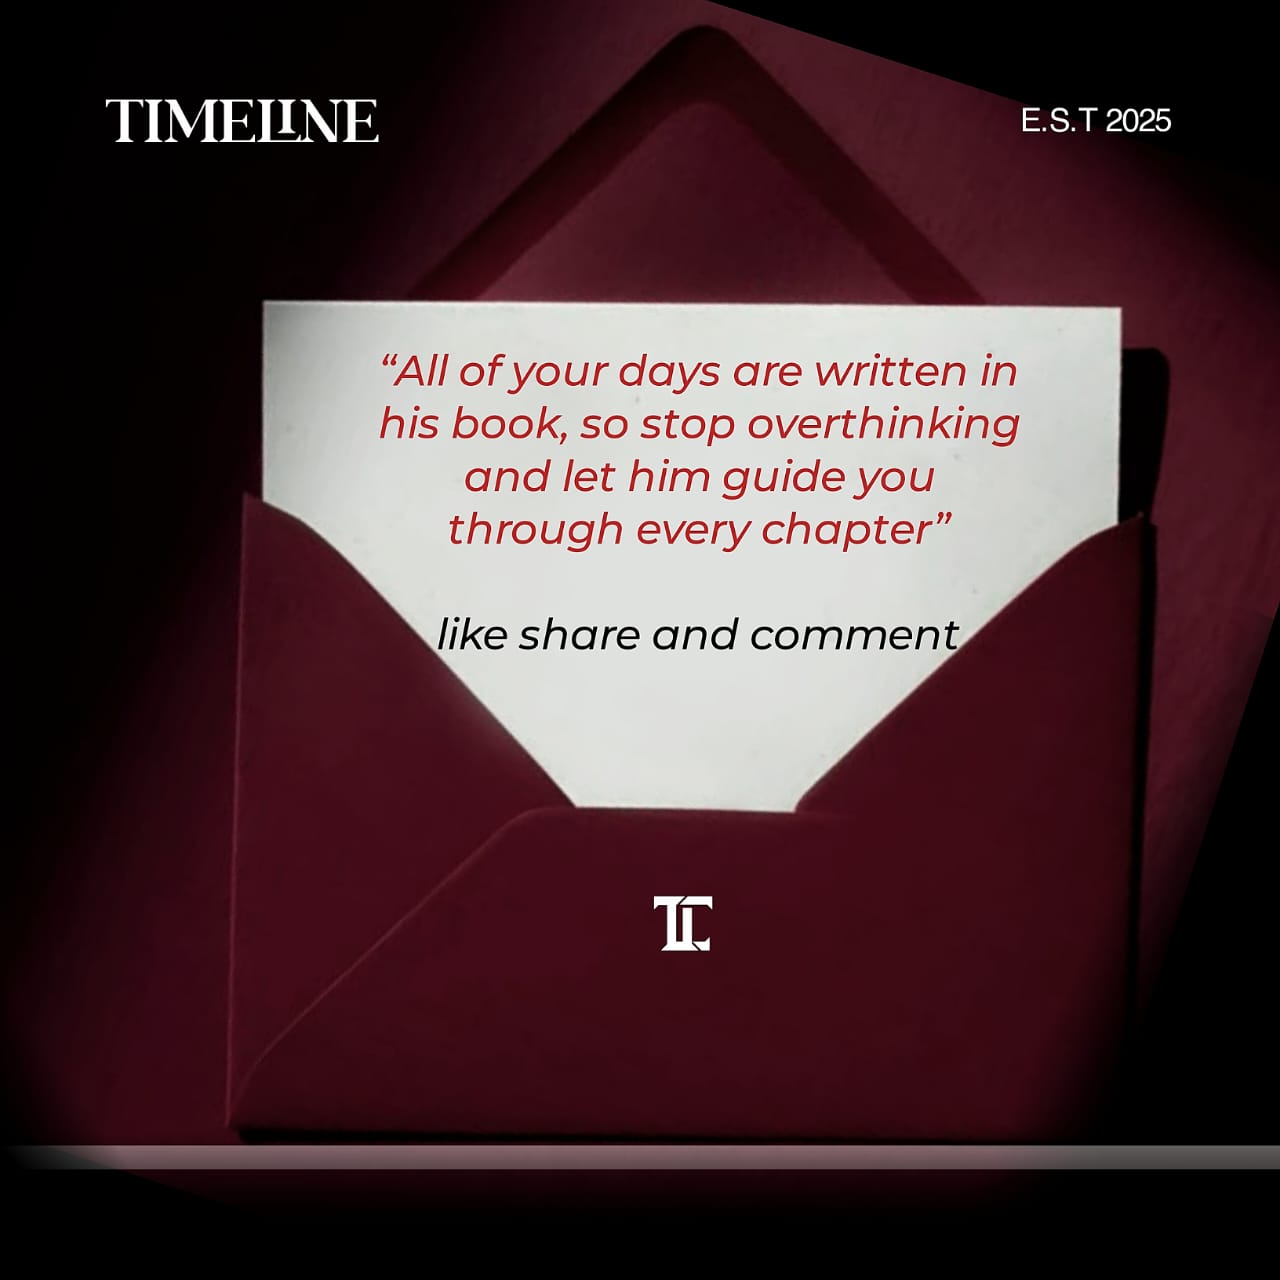 TIMELINE
E.S.T 2025
“All of your days are written in
his book, so stop overthinking
and let him guide you
through every chapter”
like share and comment
TL